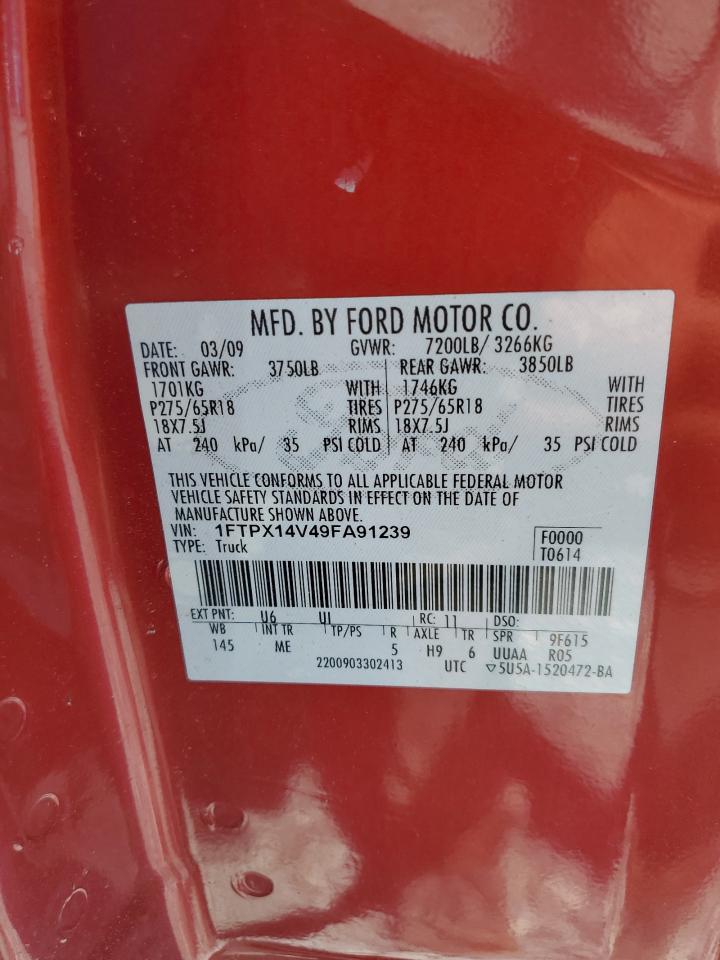 MFD. BY FORD MOTOR CO.
DATE: 03/09 GVWR: 7200LB/ 3266KG
FRONT GAWR: 3750LB REAR GAWR: 3850LB
1701KG WITH 1746KG WITH
P275/65R18 TIRES P275/65R18 TIRES
18X7.5J RIMS 18X7.5J RIMS
AT 240 kPa/ 35 PSI COLD AT 240 kPa/ 35 PSI COLD
THIS VEHICLE CONFORMS TO ALL APPLICABLE FEDERAL MOTOR
VEHICLE SAFETY STANDARDS IN EFFECT ON THE DATE OF
MANUFACTURE SHOWN ABOVE.
VIN: 1FTPX14V49FA91239 F0000
TYPE: Truck T0614
EXT PNT: U6 UI RC: 11 DSO:
WB INT TR TP/PS R AXLE TR SPR 9F615
145 ME 5 H9 6 UUAA R05
2200903302413 UTC ▽5U5A-1520472-BA